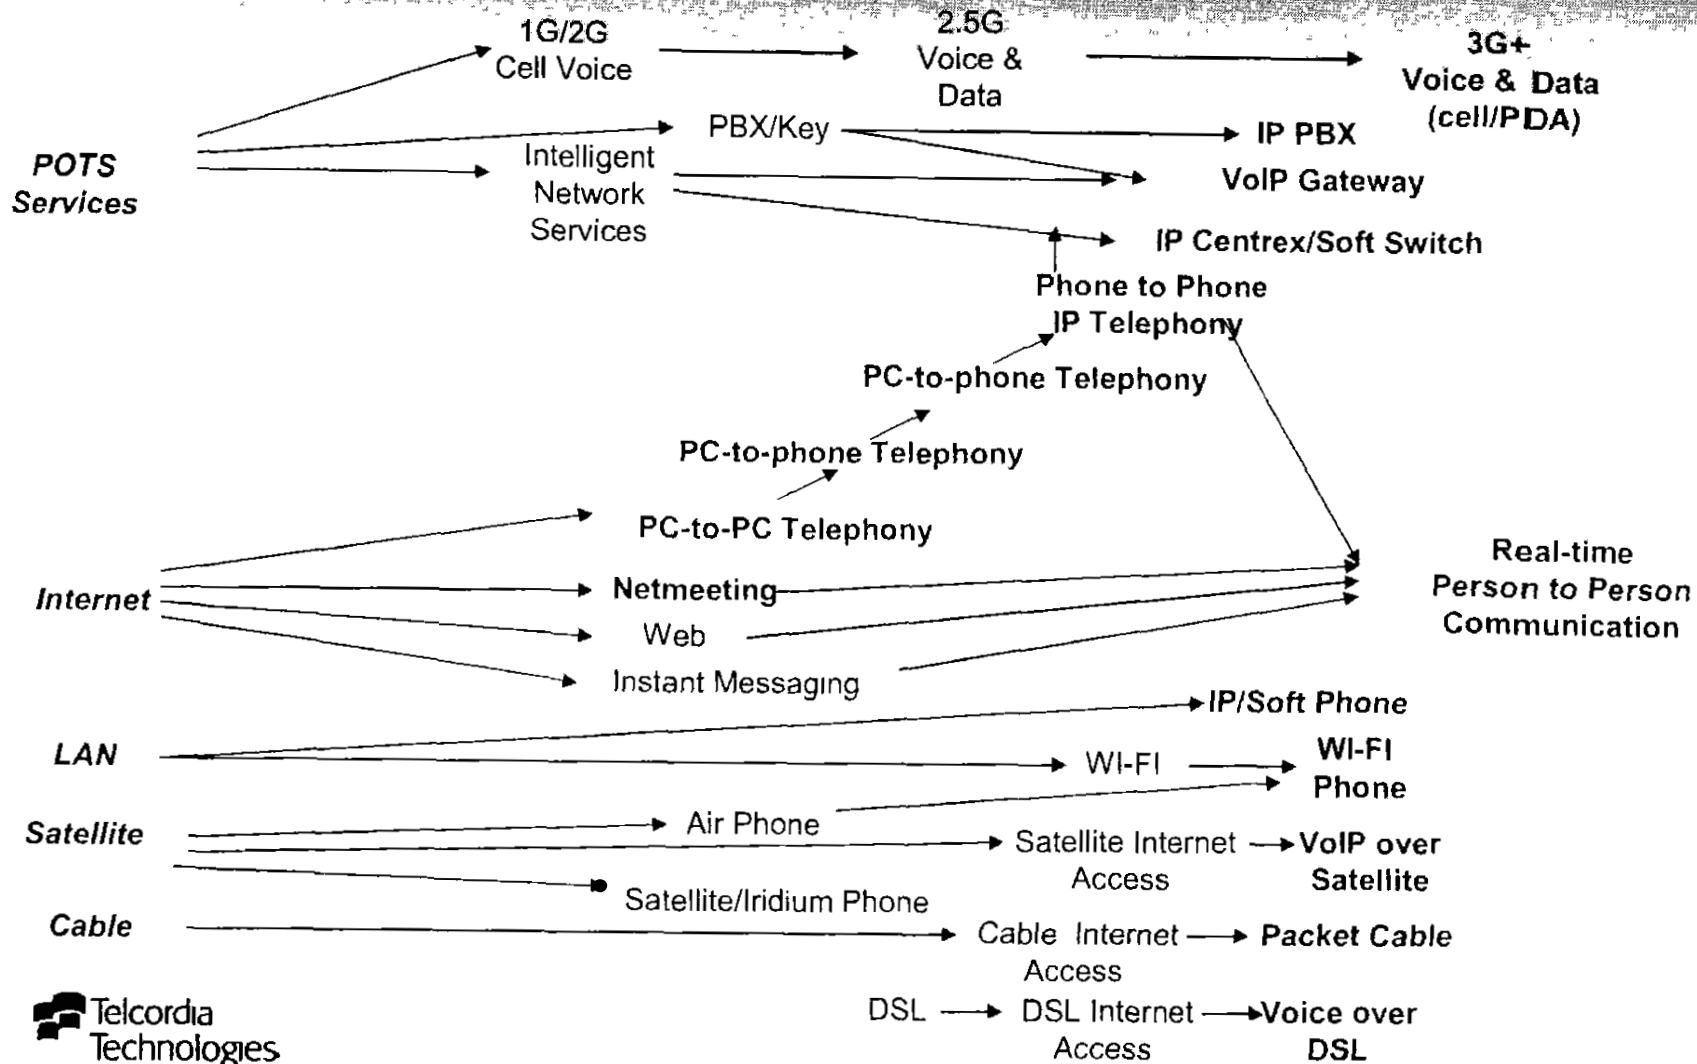 1G/2G
Cell Voice
2.5G
Voice &
Data
3G+
Voice & Data
(cell/PDA)
POTS
Services
PBX/Key
IP PBX
Intelligent
Network
Services
VoIP Gateway
IP Centrex/Soft Switch
Phone to Phone
IP Telephony
PC-to-phone Telephony
PC-to-phone Telephony
PC-to-PC Telephony
Internet
Netmeeting
Web
Instant Messaging
Real-time
Person to Person
Communication
LAN
IP/Soft Phone
WI-FI
WI-FI
Phone
Satellite
Air Phone
Satellite Internet
Access
VoIP over
Satellite
Satellite/Iridium Phone
Cable
Cable Internet
Access
Packet Cable
DSL
DSL Internet
Access
Voice over
DSL
Telcordia
Technologies